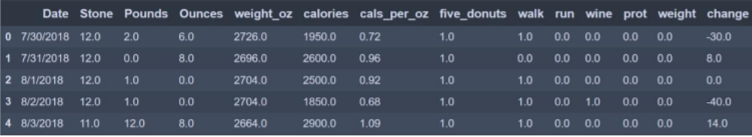 Date Stone Pounds Ounces weight_oz calories cals_per_oz five_donuts walk run wine prot weight change
0 7/30/2018 12.0 2.0 6.0 2726.0 1950.0 0.72 1.0 1.0 0.0 0.0 0.0 0.0 -30.0
1 7/31/2018 12.0 0.0 8.0 2696.0 2600.0 0.96 1.0 0.0 0.0 0.0 0.0 0.0 8.0
2 8/1/2018 12.0 1.0 0.0 2704.0 2500.0 0.92 1.0 1.0 0.0 0.0 0.0 0.0 0.0
3 8/2/2018 12.0 1.0 0.0 2704.0 1850.0 0.68 1.0 1.0 0.0 1.0 0.0 0.0 -40.0
4 8/3/2018 11.0 12.0 8.0 2664.0 2900.0 1.09 1.0 1.0 0.0 0.0 0.0 0.0 14.0